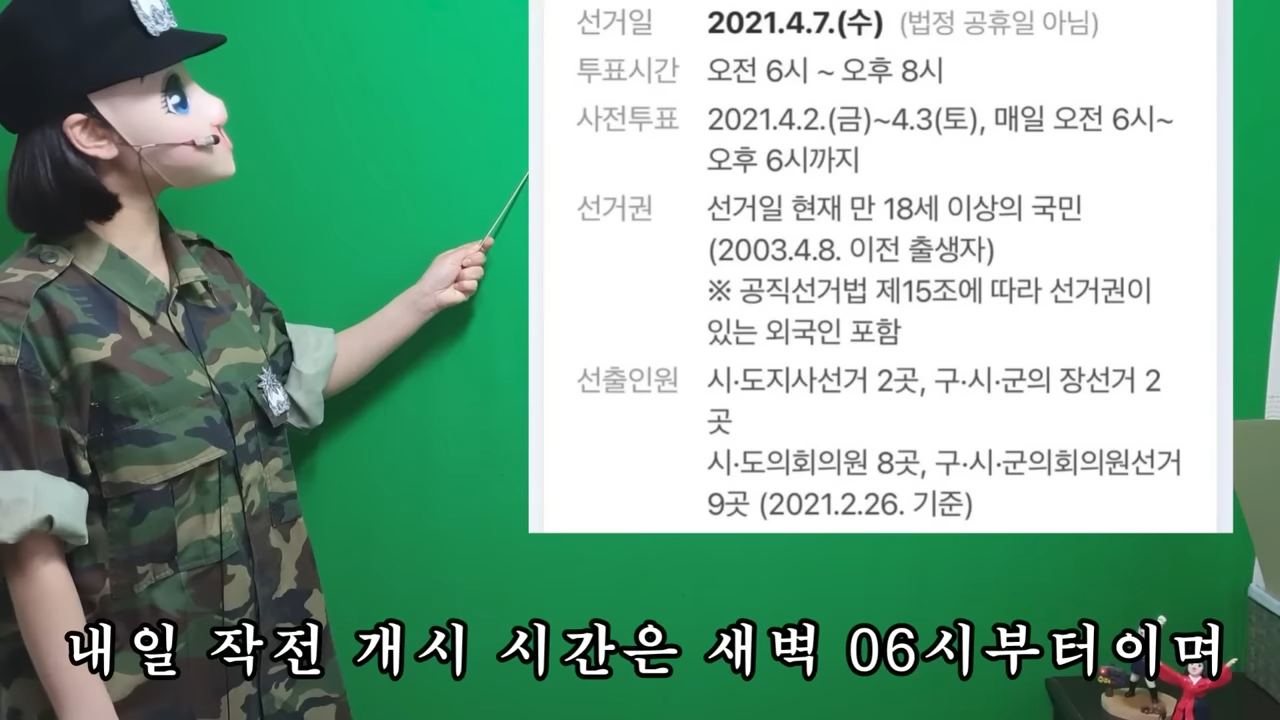 선거일 2021.4.7.(수) (법정 공휴일 아님)
투표시간 오전 6시 ~ 오후 8시
사전투표 2021.4.2.(금)~4.3(토), 매일 오전 6시~
오후 6시까지
선거권 선거일 현재 만 18세 이상의 국민
(2003.4.8. 이전 출생자)
※ 공직선거법 제15조에 따라 선거권이
있는 외국인 포함
선출인원 시·도지사선거 2곳, 구·시·군의 장선거 2
곳
시·도의회의원 8곳, 구·시·군의회의원선거
9곳 (2021.2.26. 기준)
내일 작전 개시 시간은 새벽 06시부터이며